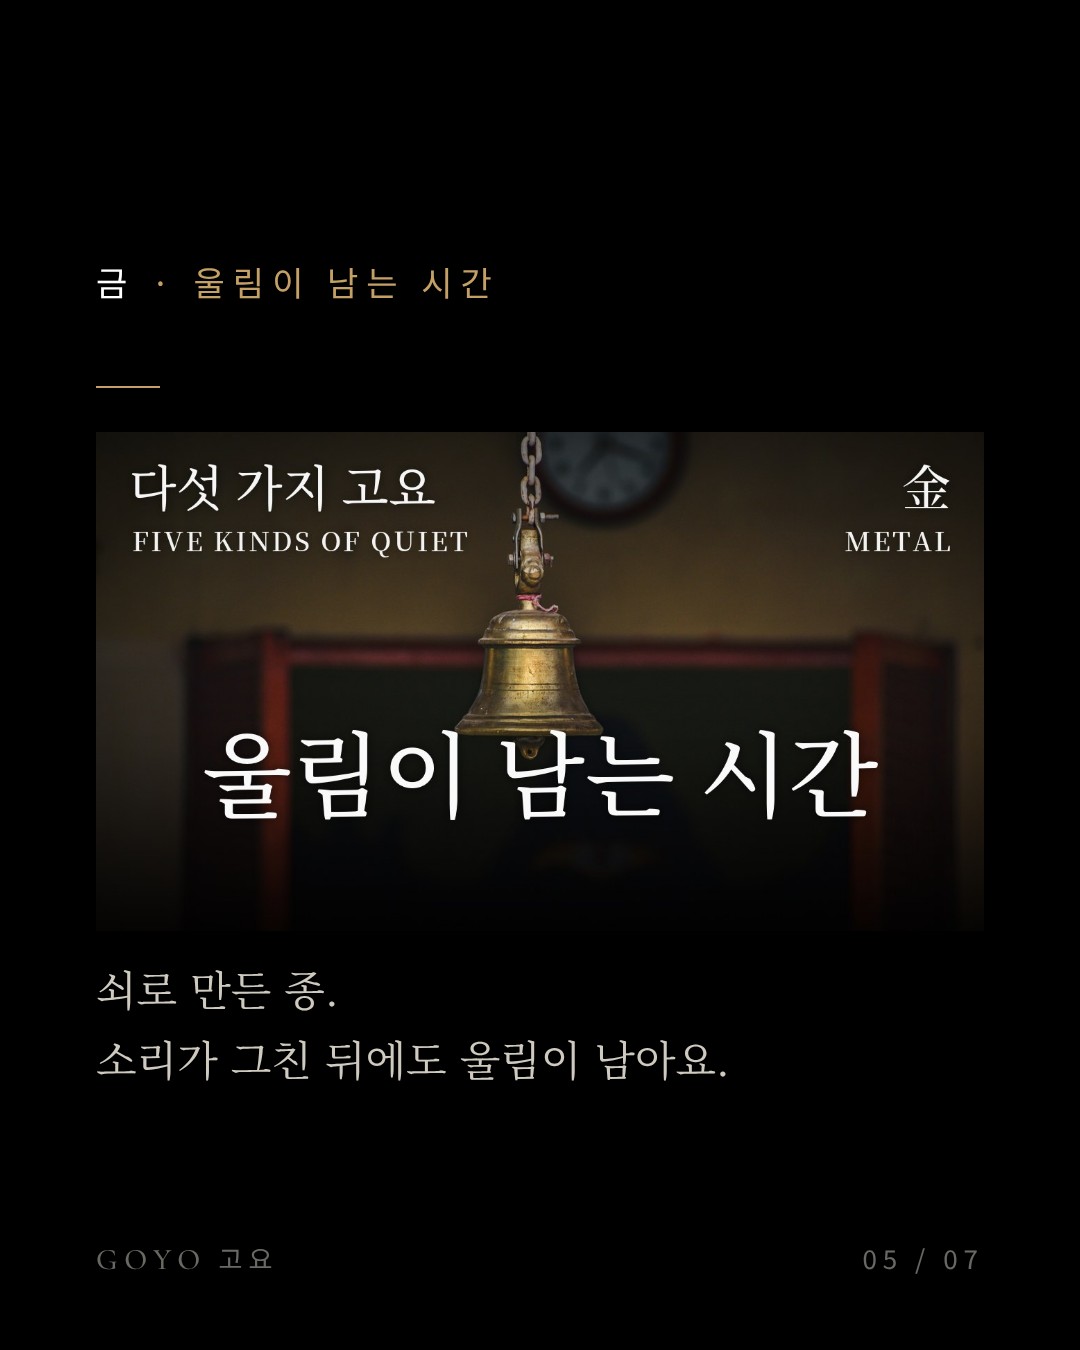 금 · 울림이 남는 시간
다섯 가지 고요
FIVE KINDS OF QUIET
金
METAL
울림이 남는 시간
쇠로 만든 종.
소리가 그친 뒤에도 울림이 남아요.
GOYO 고요
05 / 07